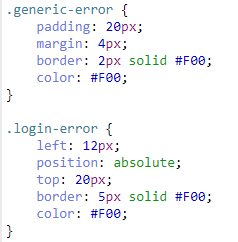 .generic-error {
    padding: 20px;
    margin: 4px;
    border: 2px solid #F00;
    color: #F00;
}

.login-error {
    left: 12px;
    position: absolute;
    top: 20px;
    border: 5px solid #F00;
    color: #F00;
}